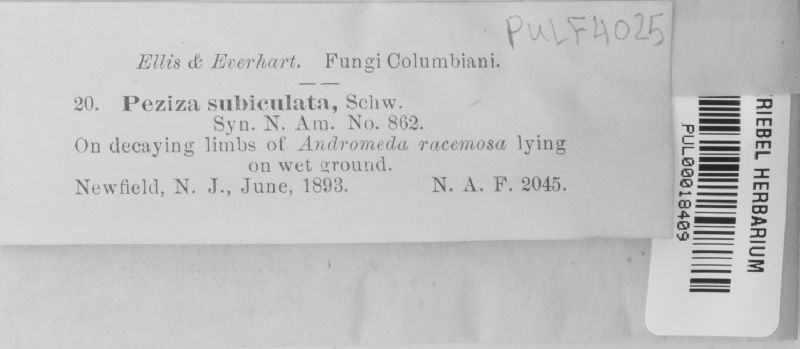 PULF4025
Ellis & Everhart. Fungi Columbiani.
20. Peziza subiculata, Schw.
Syn. N. Am. No. 862.
On decaying limbs of Andromeda racemosa lying
on wet ground.
Newfield, N. J., June, 1893. N. A. F. 2045.
RIEBEL HERBARIUM
PUL00018409